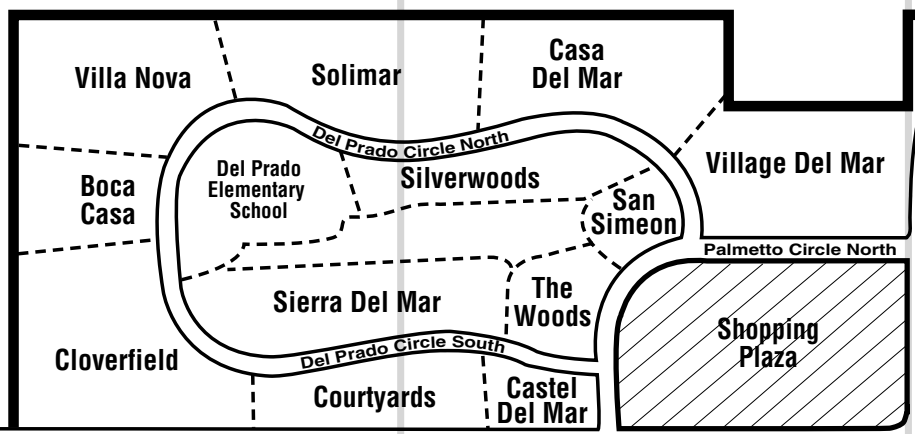 Casa
Del Mar
Villa Nova
Solimar
Del Prado Circle North
Village Del Mar
Del Prado
Elementary
School
Silverwoods
Boca
Casa
San
Simeon
Palmetto Circle North
The
Woods
Sierra Del Mar
Shopping
Plaza
Del Prado Circle South
Cloverfield
Courtyards
Castel
Del Mar